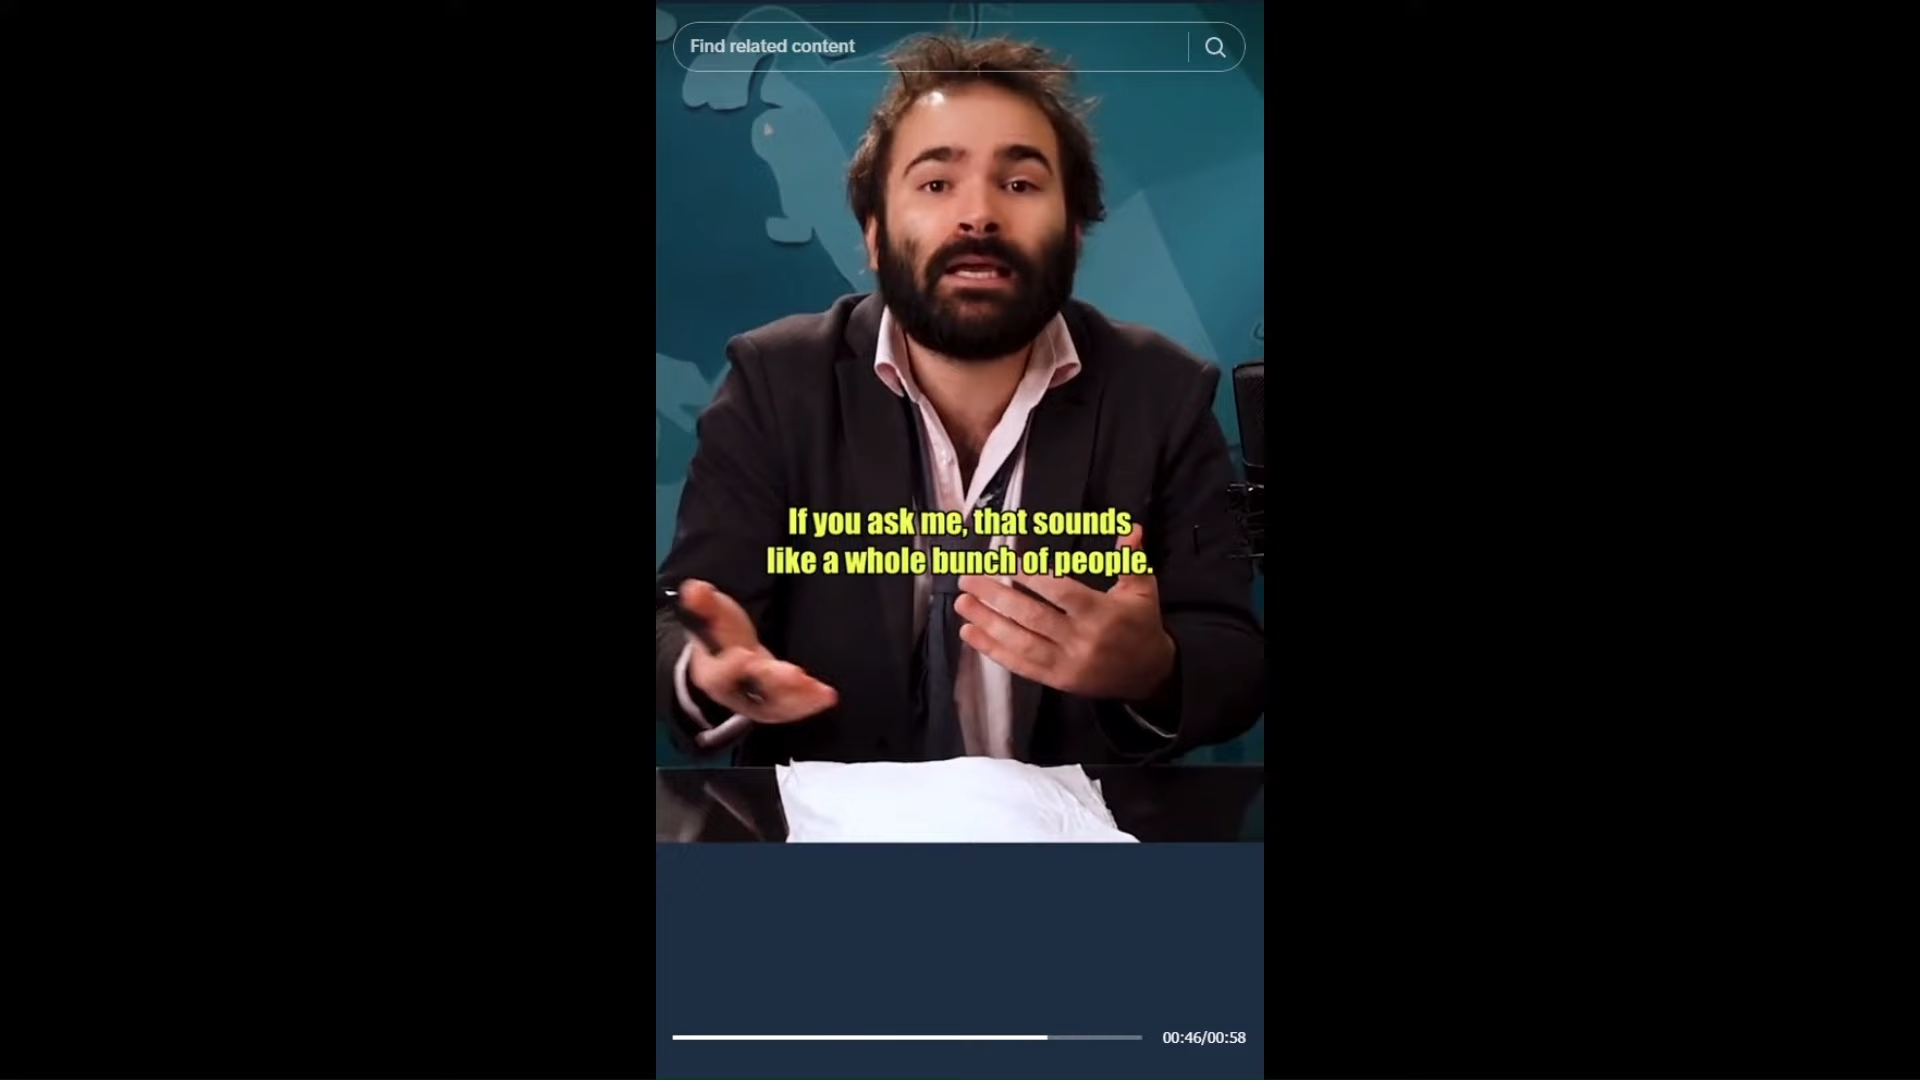 Find related content
If you ask me, that sounds
like a whole bunch of people.
00:46/00:58